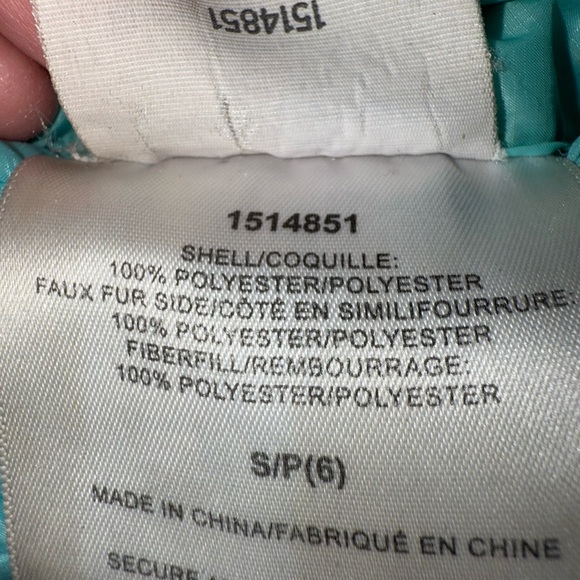 1514851
1514851
SHELL/COQUILLE:
100% POLYESTER/POLYESTER
FAUX FUR SIDE/CÔTÉ EN SIMILIFOURRURE:
100% POLYESTER/POLYESTER
FIBERFILL/REMBOURRAGE:
100% POLYESTER/POLYESTER
S/P(6)
MADE IN CHINA/FABRIQUÉ EN CHINE
SECURE